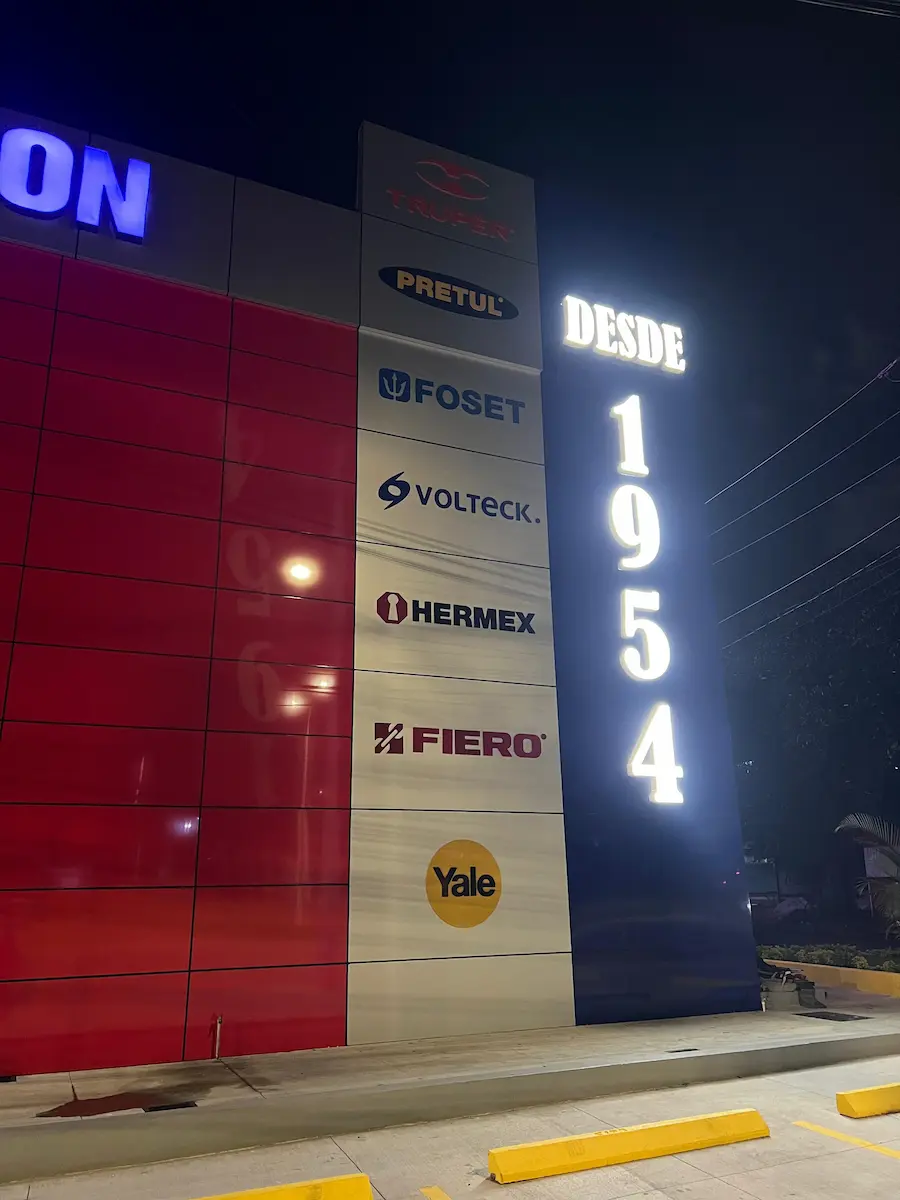 ON
TRUPER
PRETUL
FOSET
VOLTECK.
HERMEX
FIERO
Yale
DESDE
1
9
5
4